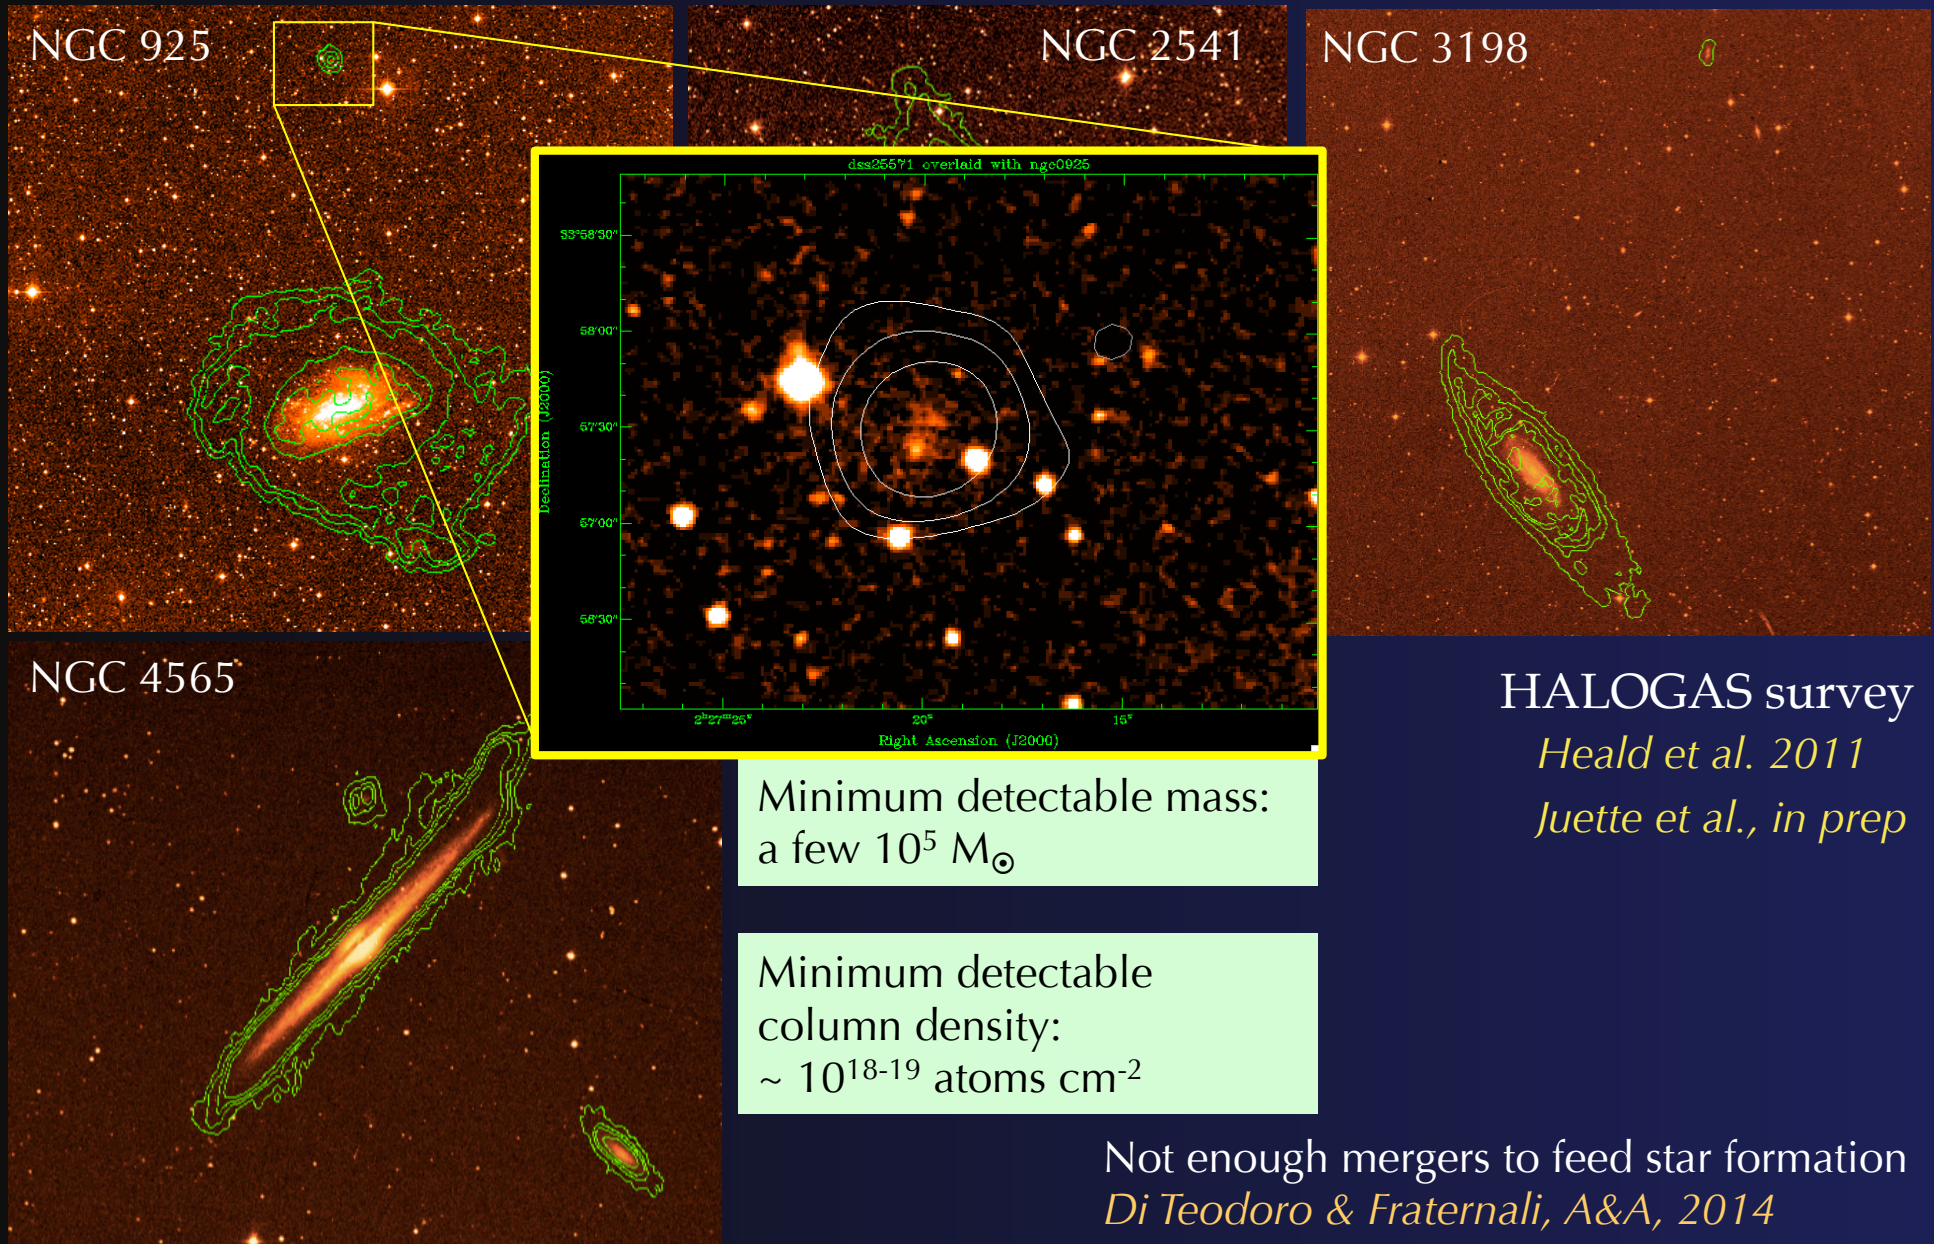 NGC 925
NGC 2541
NGC 3198
dss25571 overlaid with ngc0925
33°58'30"
58'00"
57'30"
57'00"
56'30"
Declination (J2000)
2ʰ27ᵐ25ˢ
20ˢ
15ˢ
Right Ascension (J2000)
NGC 4565
HALOGAS survey
Heald et al. 2011
Juette et al., in prep
Minimum detectable mass:
a few 10⁵ M☉
Minimum detectable
column density:
~ 10¹⁸⁻¹⁹ atoms cm⁻²
Not enough mergers to feed star formation
Di Teodoro & Fraternali, A&A, 2014